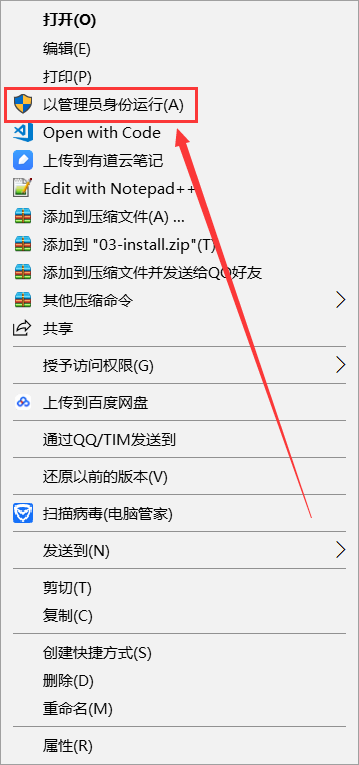 打开(O)
编辑(E)
打印(P)
以管理员身份运行(A)
Open with Code
上传到有道云笔记
Edit with Notepad++
添加到压缩文件(A) ...
添加到 "03-install.zip"(T)
添加到压缩文件并发送给QQ好友
其他压缩命令
共享
授予访问权限(G)
上传到百度网盘
通过QQ/TIM发送到
还原以前的版本(V)
扫描病毒(电脑管家)
发送到(N)
剪切(T)
复制(C)
创建快捷方式(S)
删除(D)
重命名(M)
属性(R)